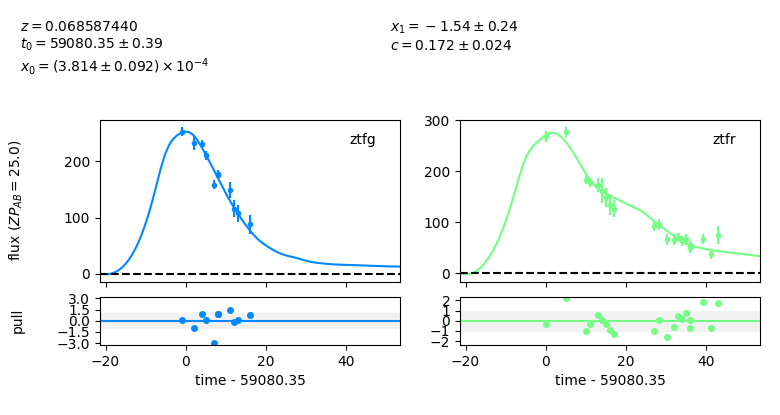 z = 0.068587440
t₀ = 59080.35 ± 0.39
x₀ = (3.814 ± 0.092) × 10⁻⁴
x₁ = −1.54 ± 0.24
c = 0.172 ± 0.024
flux (ZP_AB = 25.0)
200
100
0
ztfg
300
200
100
0
ztfr
pull
3.0
1.5
0.0
−1.5
−3.0
−20
0
20
40
time - 59080.35
2
1
0
−1
−2
−20
0
20
40
time - 59080.35